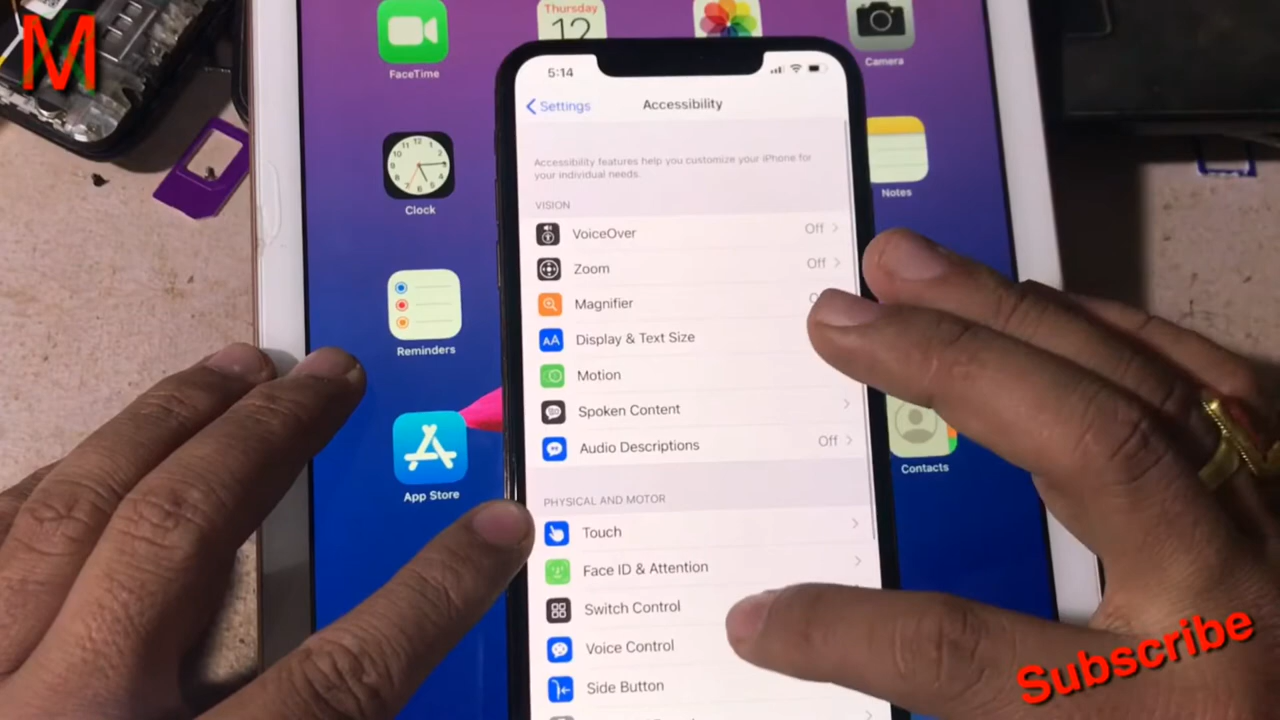 M
FaceTime
Thursday
12
Camera
5:14
Settings
Accessibility
Accessibility features help you customize your iPhone for
your individual needs.
VISION
VoiceOver Off
Zoom Off
Magnifier
Display & Text Size
Motion
Spoken Content
Audio Descriptions Off
PHYSICAL AND MOTOR
Touch
Face ID & Attention
Switch Control
Voice Control
Side Button
Clock
Reminders
App Store
Notes
Contacts
Subscribe